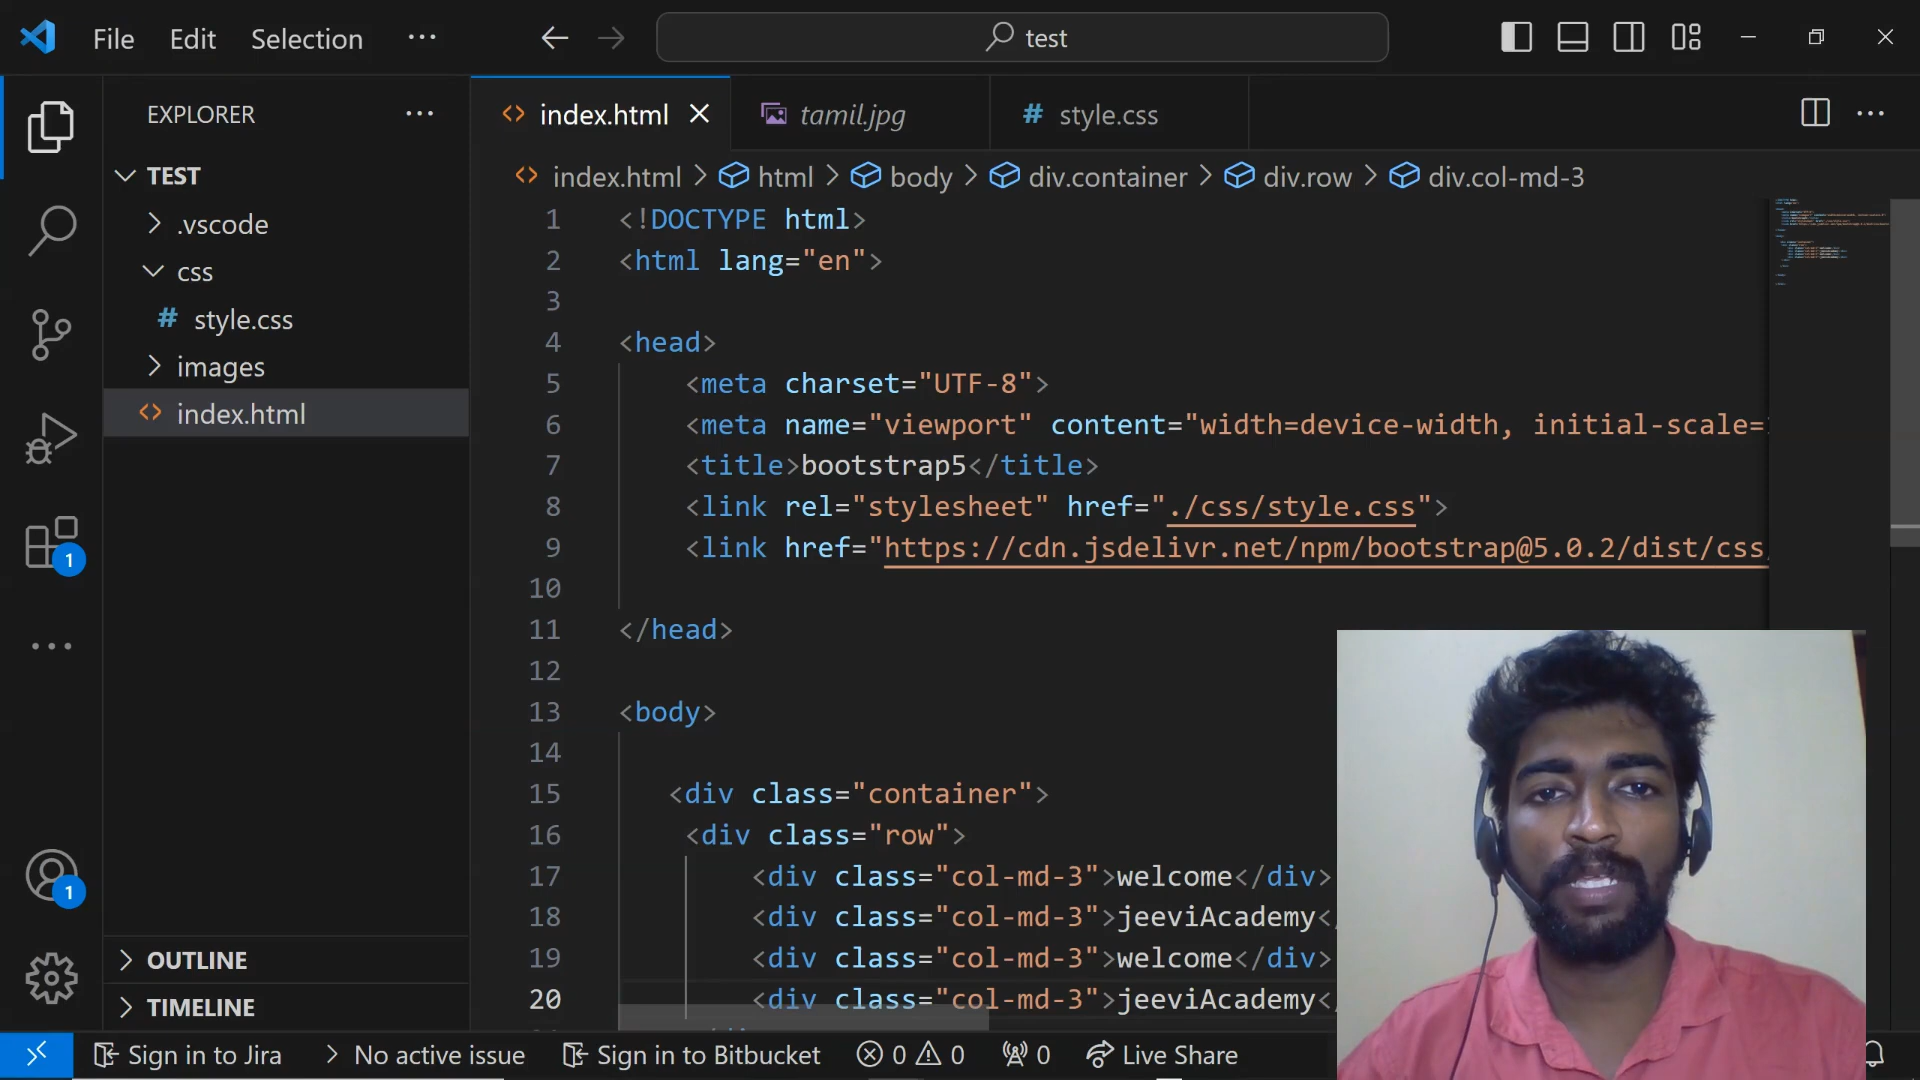 File Edit Selection ... test
EXPLORER ...
index.html tamil.jpg # style.css ...
TEST
.vscode
css
# style.css
images
index.html
index.html > html > body > div.container > div.row > div.col-md-3
1 <!DOCTYPE html>
2 <html lang="en">
3
4 <head>
5 <meta charset="UTF-8">
6 <meta name="viewport" content="width=device-width, initial-scale=
7 <title>bootstrap5</title>
8 <link rel="stylesheet" href="./css/style.css">
9 <link href="https://cdn.jsdelivr.net/npm/bootstrap@5.0.2/dist/css
10
11 </head>
12
13 <body>
14
15 <div class="container">
16 <div class="row">
17 <div class="col-md-3">welcome</div>
18 <div class="col-md-3">jeeviAcademy<
19 <div class="col-md-3">welcome</div>
20 <div class="col-md-3">jeeviAcademy<
1
1
OUTLINE
TIMELINE
Sign in to Jira > No active issue Sign in to Bitbucket 0 0 0 Live Share